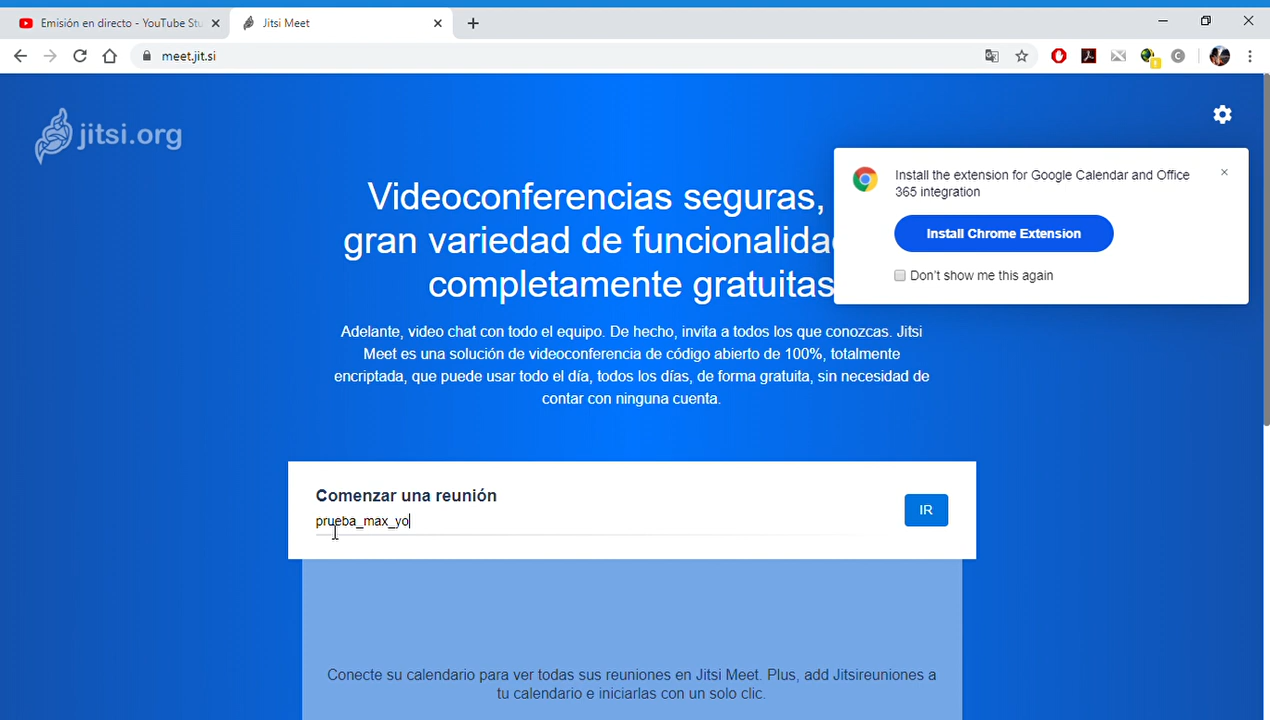 Emisión en directo - YouTube Stu
Jitsi Meet
meet.jit.si
jitsi.org
Install the extension for Google Calendar and Office
365 integration
Install Chrome Extension
Don't show me this again
Videoconferencias seguras,
gran variedad de funcionalidad
completamente gratuitas
Adelante, video chat con todo el equipo. De hecho, invita a todos los que conozcas. Jitsi
Meet es una solución de videoconferencia de código abierto de 100%, totalmente
encriptada, que puede usar todo el día, todos los días, de forma gratuita, sin necesidad de
contar con ninguna cuenta.
Comenzar una reunión
prueba_max_yo
IR
Conecte su calendario para ver todas sus reuniones en Jitsi Meet. Plus, add Jitsireuniones a
tu calendario e iniciarlas con un solo clic.